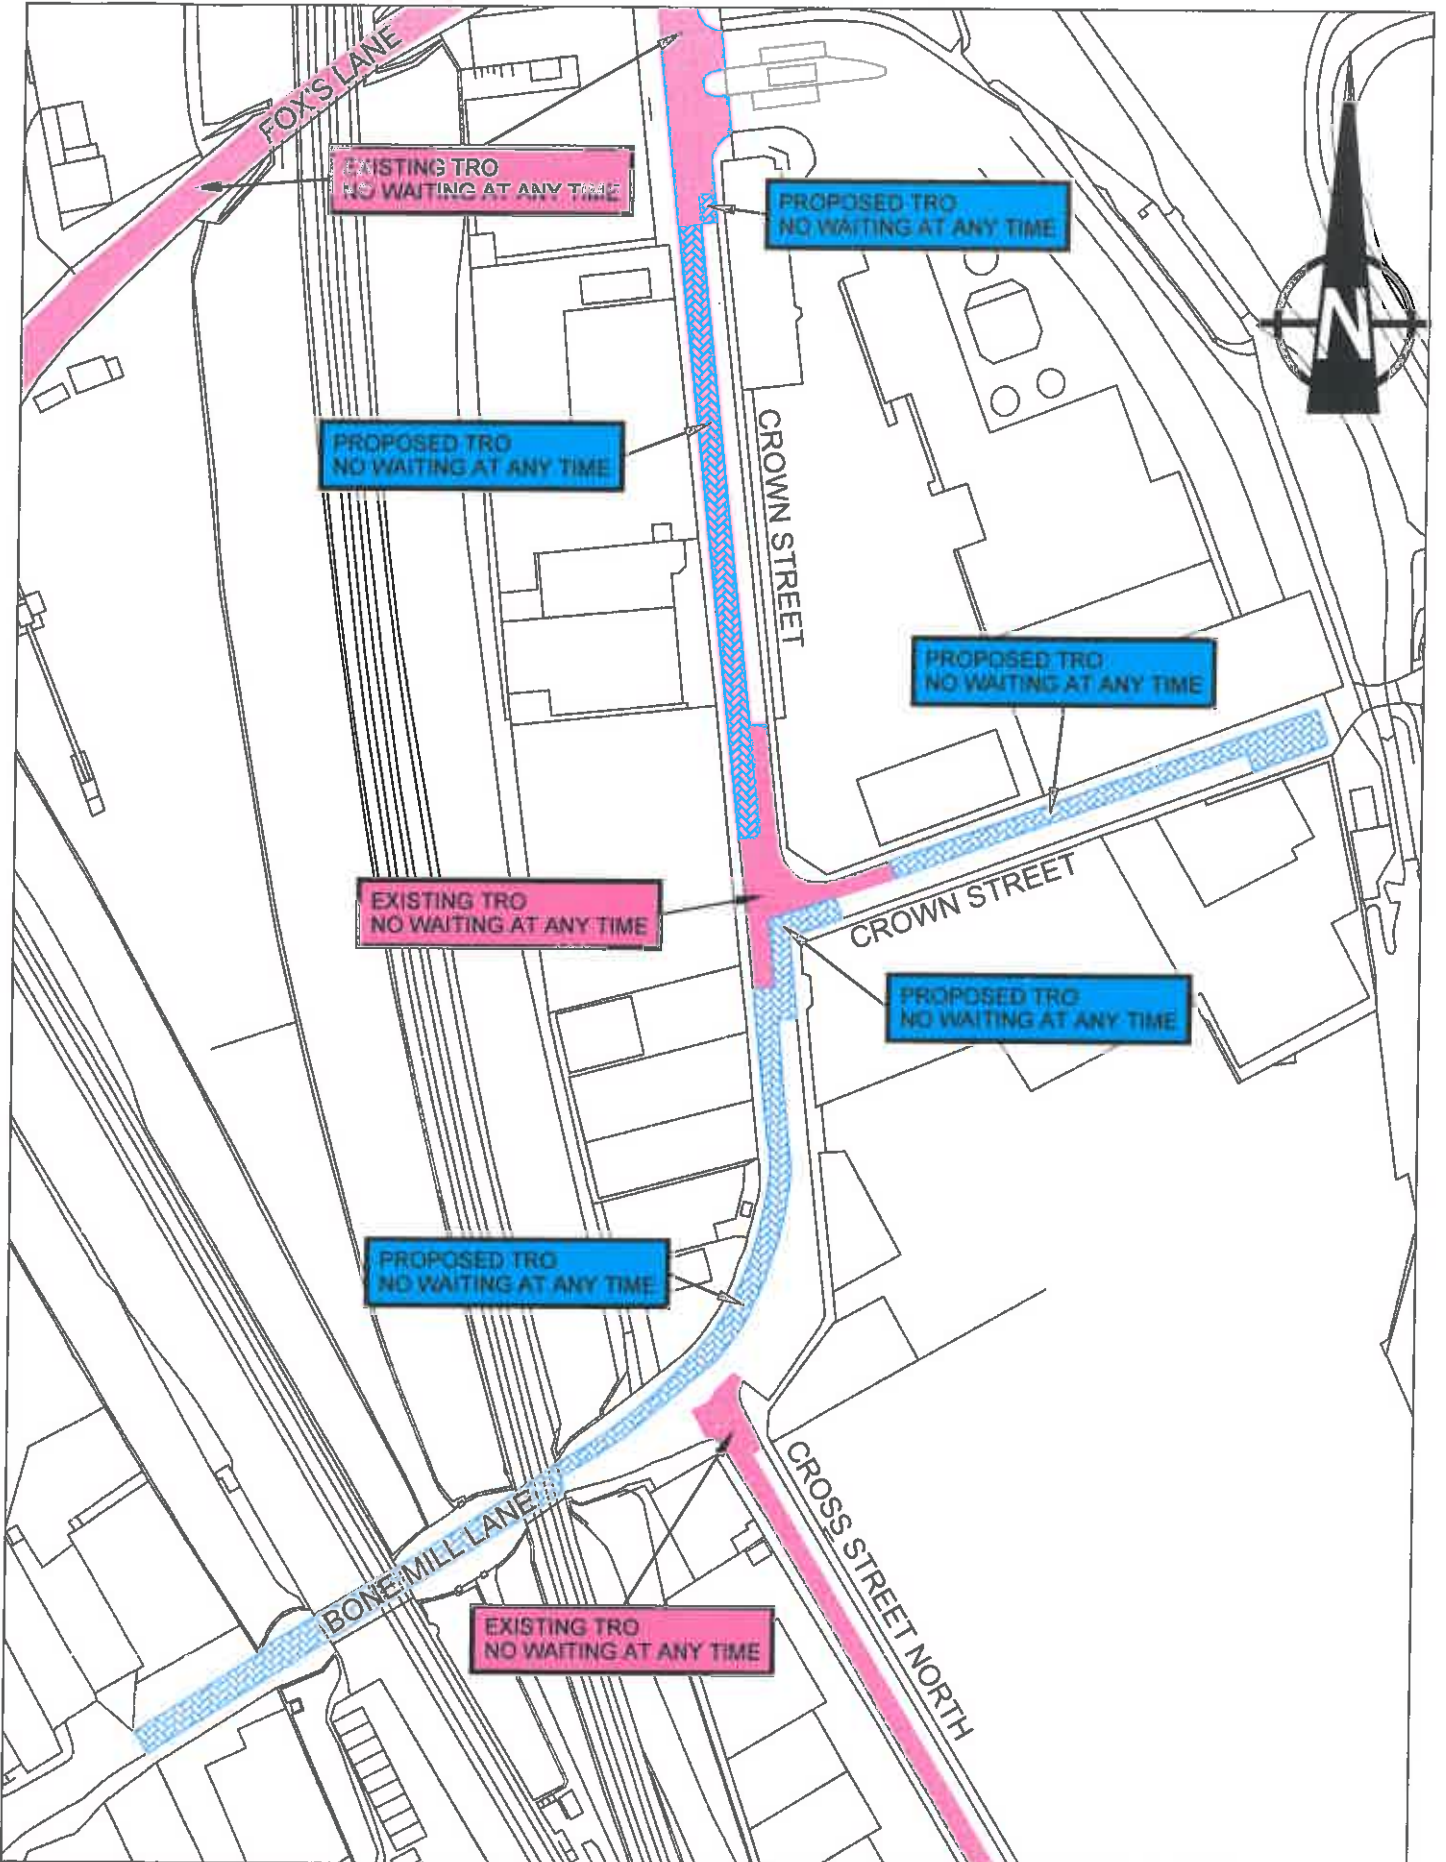 FOX'S LANE
EXISTING TRO
NO WAITING AT ANY TIME
PROPOSED TRO
NO WAITING AT ANY TIME
N
PROPOSED TRO
NO WAITING AT ANY TIME
CROWN STREET
PROPOSED TRO
NO WAITING AT ANY TIME
EXISTING TRO
NO WAITING AT ANY TIME
CROWN STREET
PROPOSED TRO
NO WAITING AT ANY TIME
PROPOSED TRO
NO WAITING AT ANY TIME
CROSS STREET NORTH
BONE MILL LANE
EXISTING TRO
NO WAITING AT ANY TIME